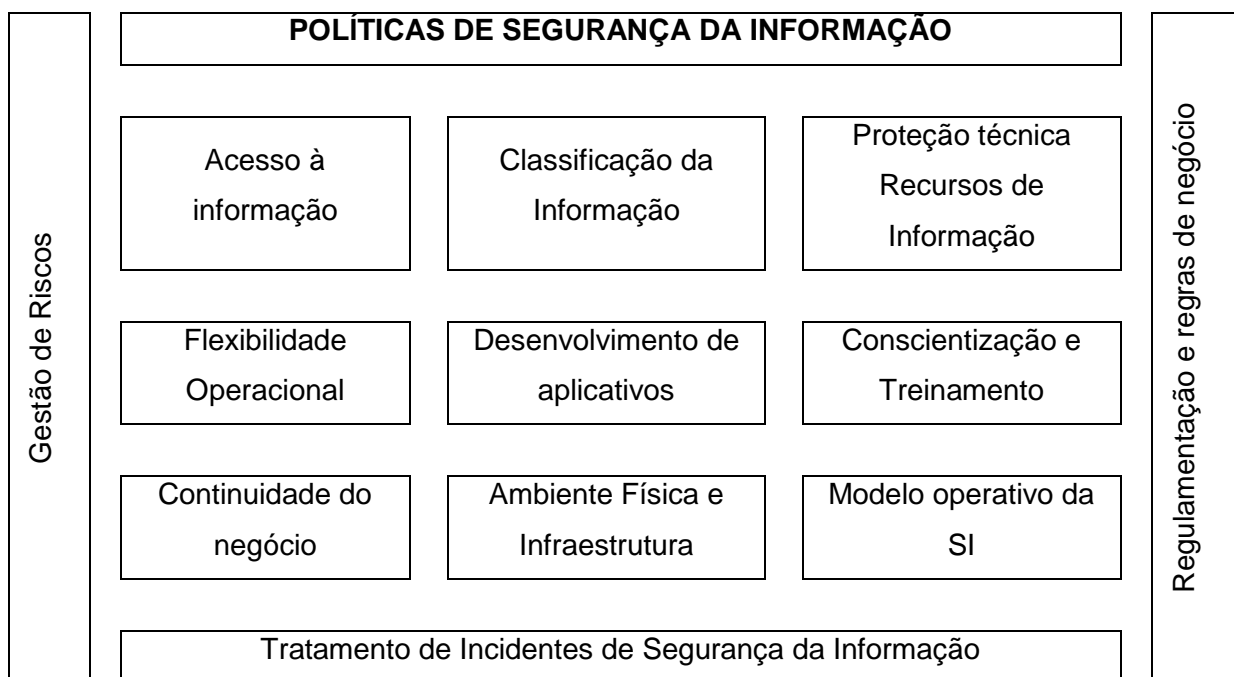 POLÍTICAS DE SEGURANÇA DA INFORMAÇÃO
Gestão de Riscos
Acesso à
informação
Classificação da
Informação
Proteção técnica
Recursos de
Informação
Flexibilidade
Operacional
Desenvolvimento de
aplicativos
Conscientização e
Treinamento
Continuidade do
negócio
Ambiente Física e
Infraestrutura
Modelo operativo da
SI
Tratamento de Incidentes de Segurança da Informação
Regulamentação e regras de negócio